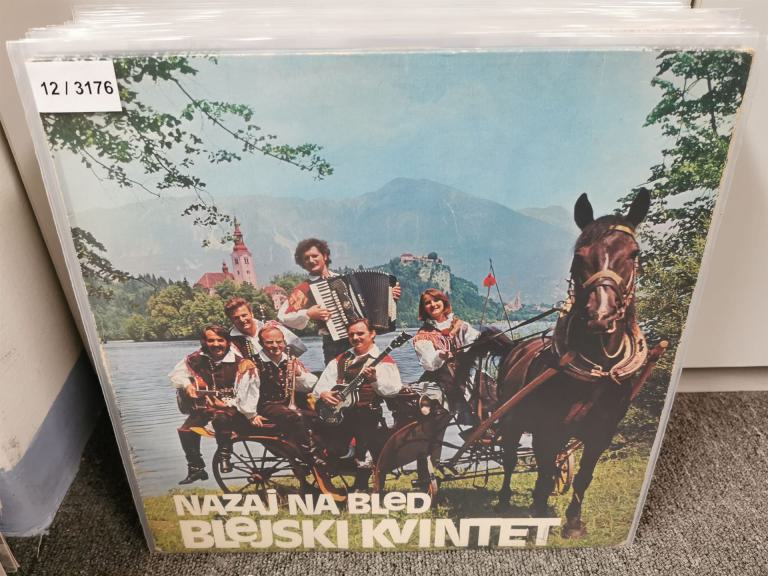 12 / 3176
NAZAJ NA BLeD
BLeJSKI KVINTET